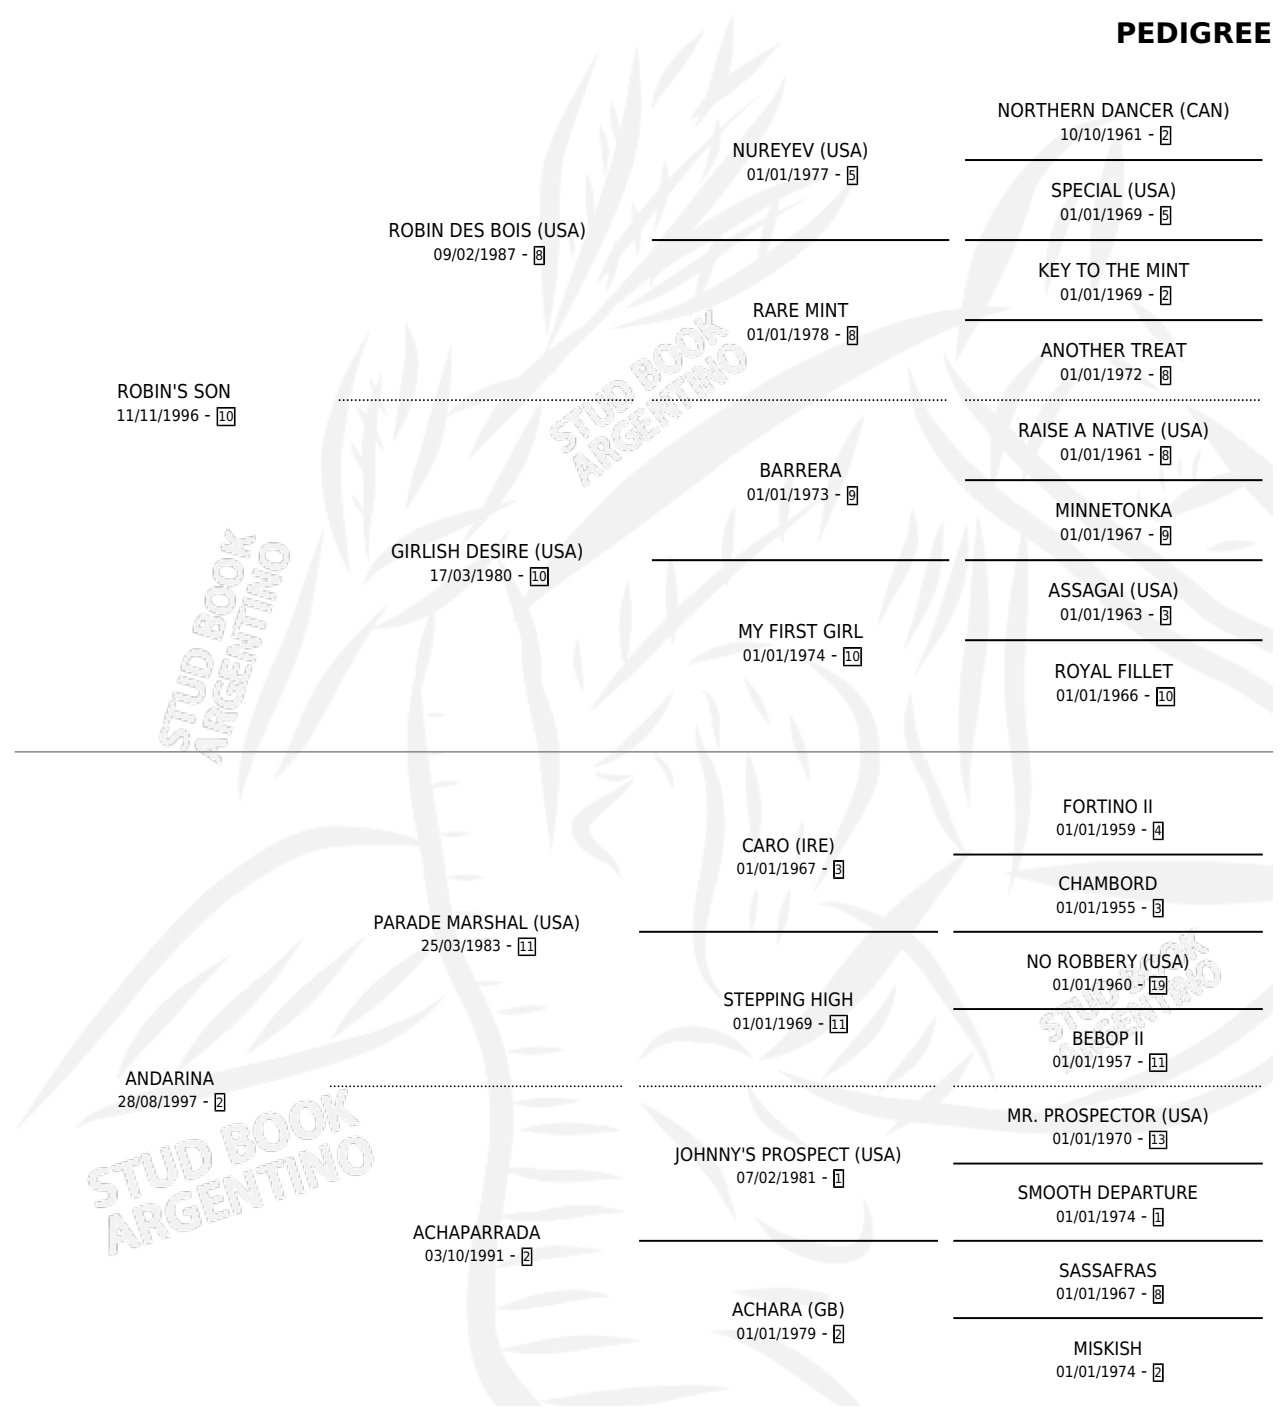 PEDIGREE
NORTHERN DANCER (CAN)
10/10/1961 - 2
NUREYEV (USA)
01/01/1977 - 5
SPECIAL (USA)
01/01/1969 - 5
ROBIN DES BOIS (USA)
09/02/1987 - 8
KEY TO THE MINT
01/01/1969 - 2
RARE MINT
01/01/1978 - 8
ANOTHER TREAT
01/01/1972 - 8
ROBIN'S SON
11/11/1996 - 10
STUD BOOK
ARGENTINO
RAISE A NATIVE (USA)
01/01/1961 - 8
BARRERA
01/01/1973 - 9
MINNETONKA
01/01/1967 - 9
GIRLISH DESIRE (USA)
17/03/1980 - 10
ASSAGAI (USA)
01/01/1963 - 3
MY FIRST GIRL
01/01/1974 - 10
ROYAL FILLET
01/01/1966 - 10
STUD BOOK
ARGENTINO
FORTINO II
01/01/1959 - 4
CARO (IRE)
01/01/1967 - 3
CHAMBORD
01/01/1955 - 3
PARADE MARSHAL (USA)
25/03/1983 - 11
NO ROBBERY (USA)
01/01/1960 - 19
STEPPING HIGH
01/01/1969 - 11
STUD BOOK
ARGENTINO
BEBOP II
01/01/1957 - 11
ANDARINA
28/08/1997 - 2
MR. PROSPECTOR (USA)
01/01/1970 - 13
JOHNNY'S PROSPECT (USA)
07/02/1981 - 1
STUD BOOK
ARGENTINO
SMOOTH DEPARTURE
01/01/1974 - 1
ACHAPARRADA
03/10/1991 - 2
SASSAFRAS
01/01/1967 - 8
ACHARA (GB)
01/01/1979 - 2
MISKISH
01/01/1974 - 2